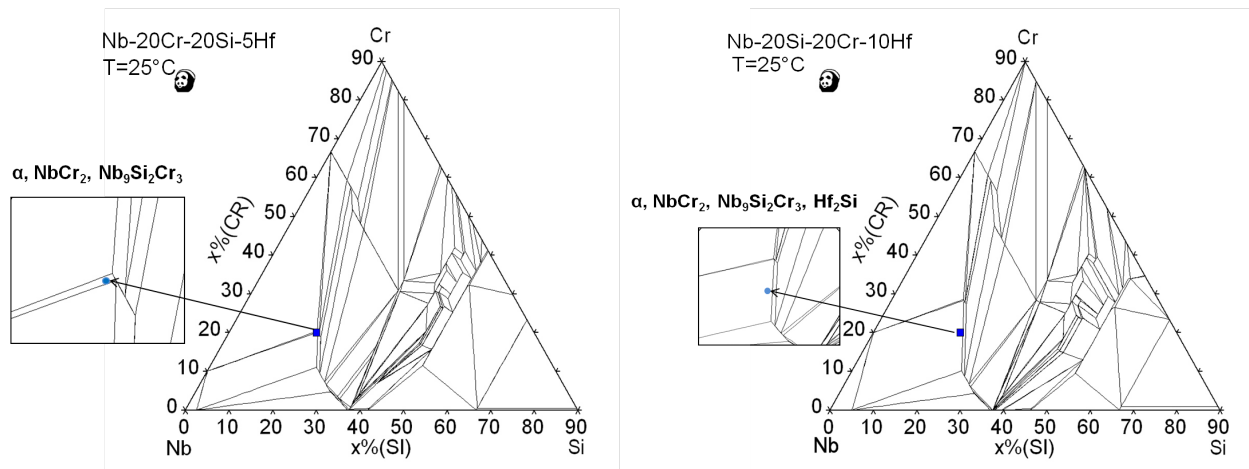 Nb-20Cr-20Si-5Hf
T=25°C
Cr
90
80
70
60
50
40
30
20
10
0
x%(CR)
α, NbCr₂, Nb₉Si₂Cr₃
0 10 20 30 40 50 60 70 80 90
Nb x%(SI) Si
Nb-20Si-20Cr-10Hf
T=25°C
Cr
90
80
70
60
50
40
30
20
10
0
x%(CR)
α, NbCr₂, Nb₉Si₂Cr₃, Hf₂Si
0 10 20 30 40 50 60 70 80 90
Nb x%(SI) Si